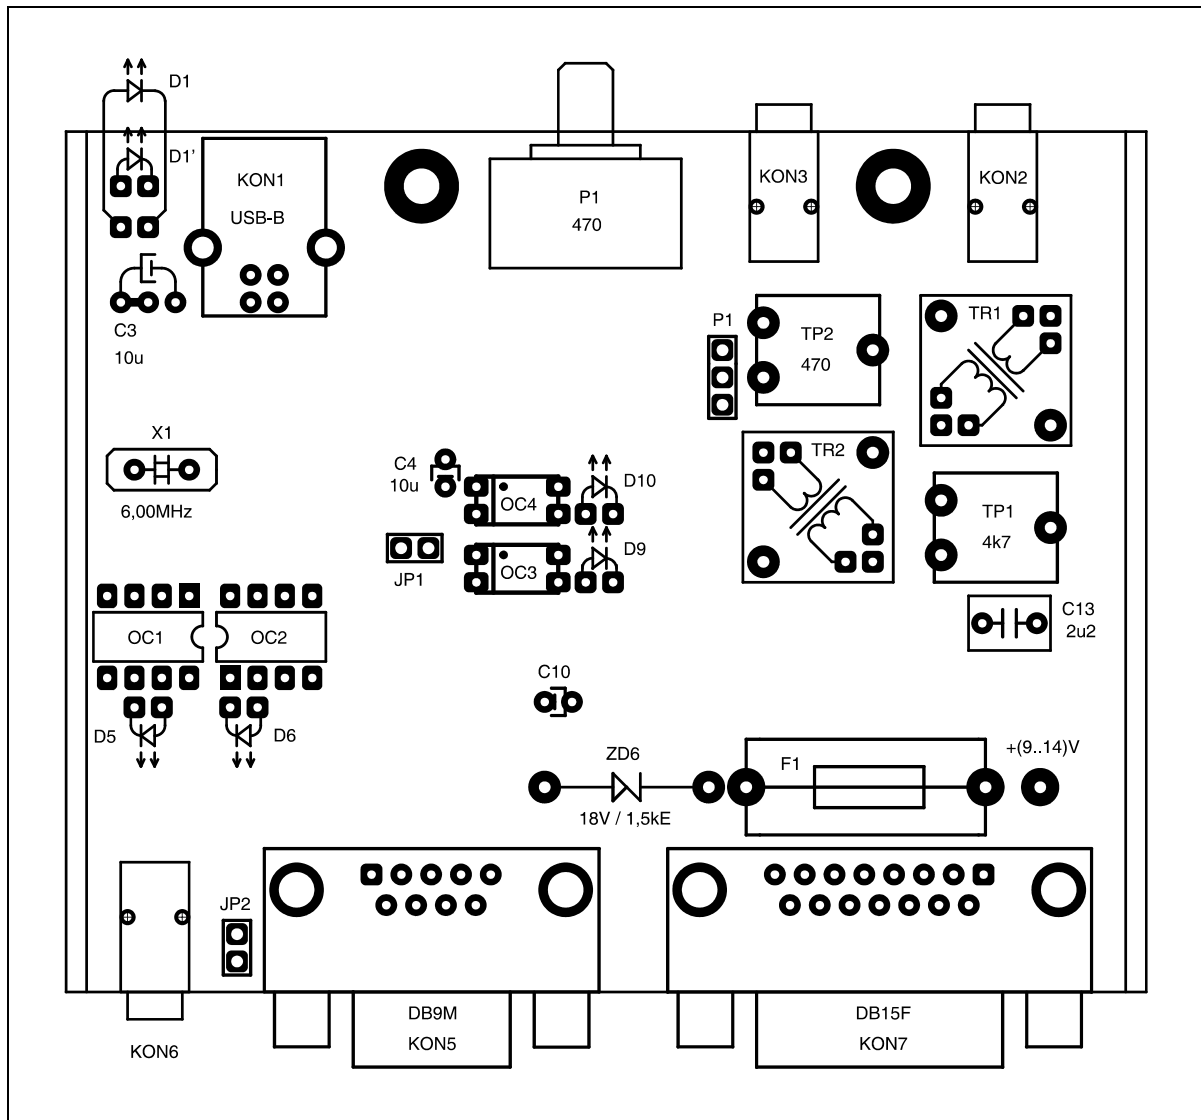 D1
D1'
KON1
USB-B
P1
470
KON3
KON2
C3
10u
P1
TP2
470
TR1
X1
6,00MHz
C4
10u
OC4
D10
TR2
TP1
4k7
JP1
OC3
D9
OC1
OC2
C13
2u2
C10
D5
D6
ZD6
18V / 1,5kE
F1
+(9..14)V
JP2
KON6
DB9M
KON5
DB15F
KON7